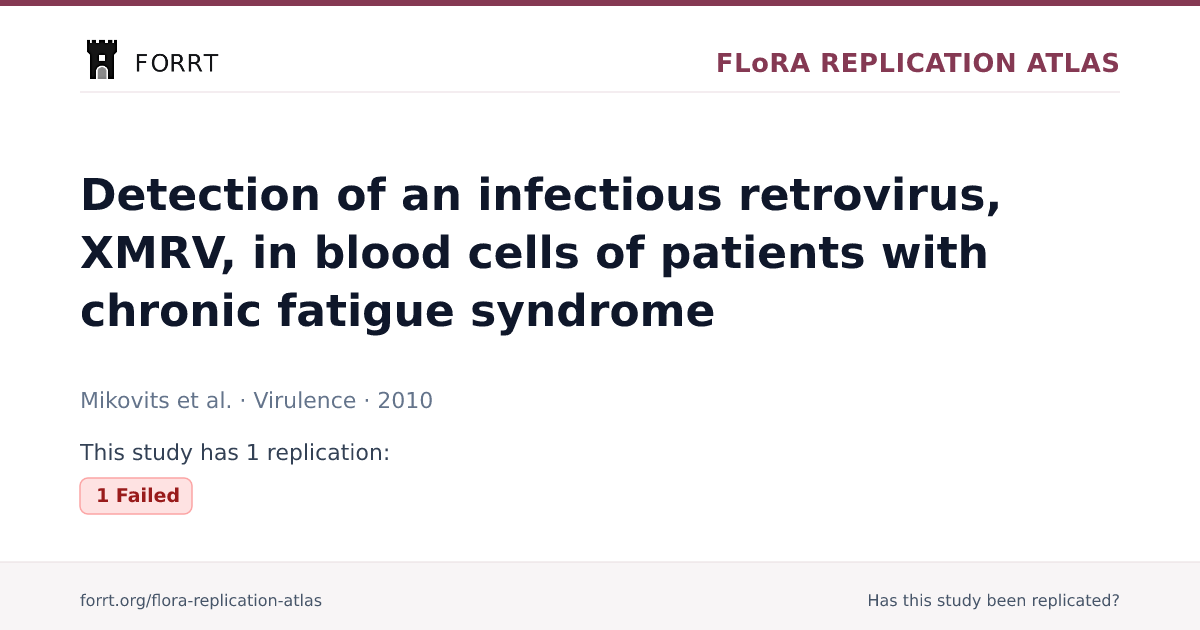 FORRT
FLoRA REPLICATION ATLAS
Detection of an infectious retrovirus,
XMRV, in blood cells of patients with
chronic fatigue syndrome
Mikovits et al. · Virulence · 2010
This study has 1 replication:
1 Failed
forrt.org/flora-replication-atlas
Has this study been replicated?